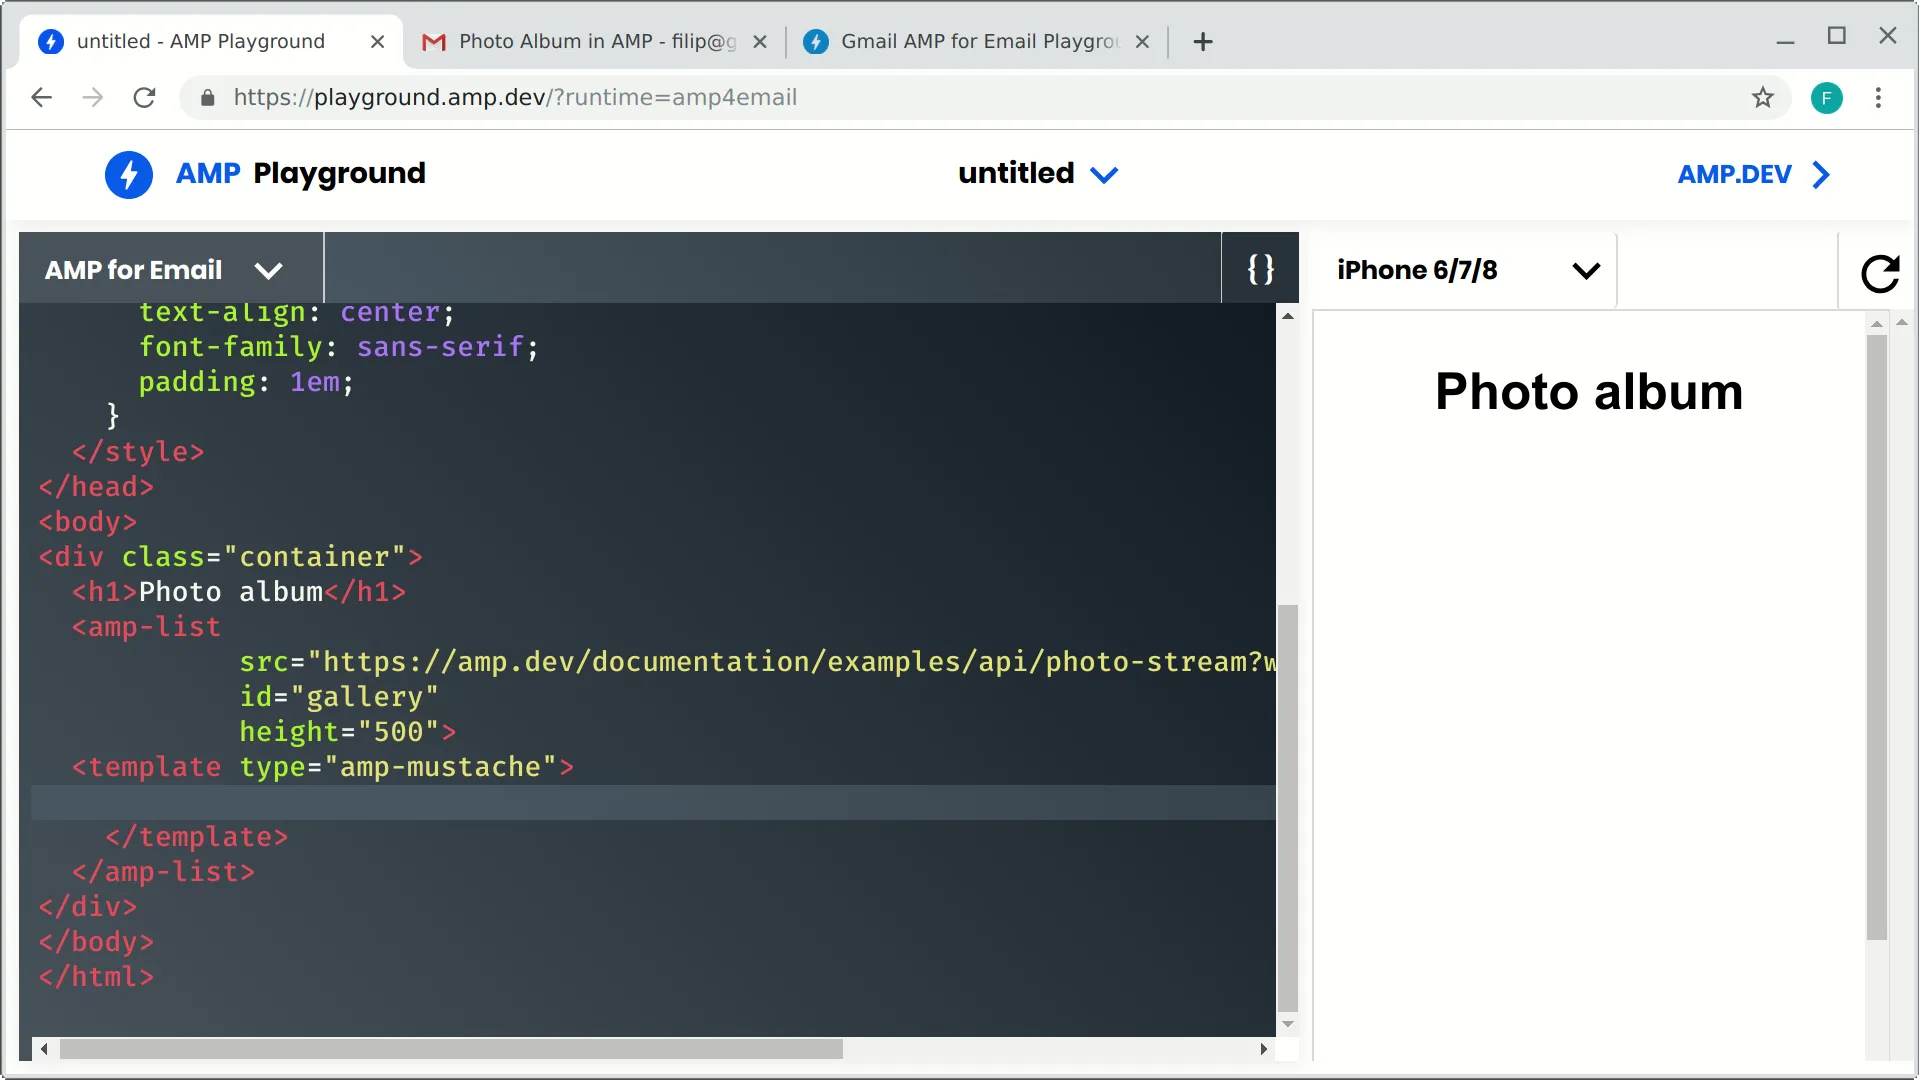 untitled - AMP Playground
Photo Album in AMP - filip@g
Gmail AMP for Email Playgrou
https://playground.amp.dev/?runtime=amp4email
F
AMP Playground
untitled
AMP.DEV
AMP for Email
{}
iPhone 6/7/8
text-align: center;
font-family: sans-serif;
padding: 1em;
}
</style>
</head>
<body>
<div class="container">
<h1>Photo album</h1>
<amp-list
src="https://amp.dev/documentation/examples/api/photo-stream?w
id="gallery"
height="500">
<template type="amp-mustache">
</template>
</amp-list>
</div>
</body>
</html>
Photo album